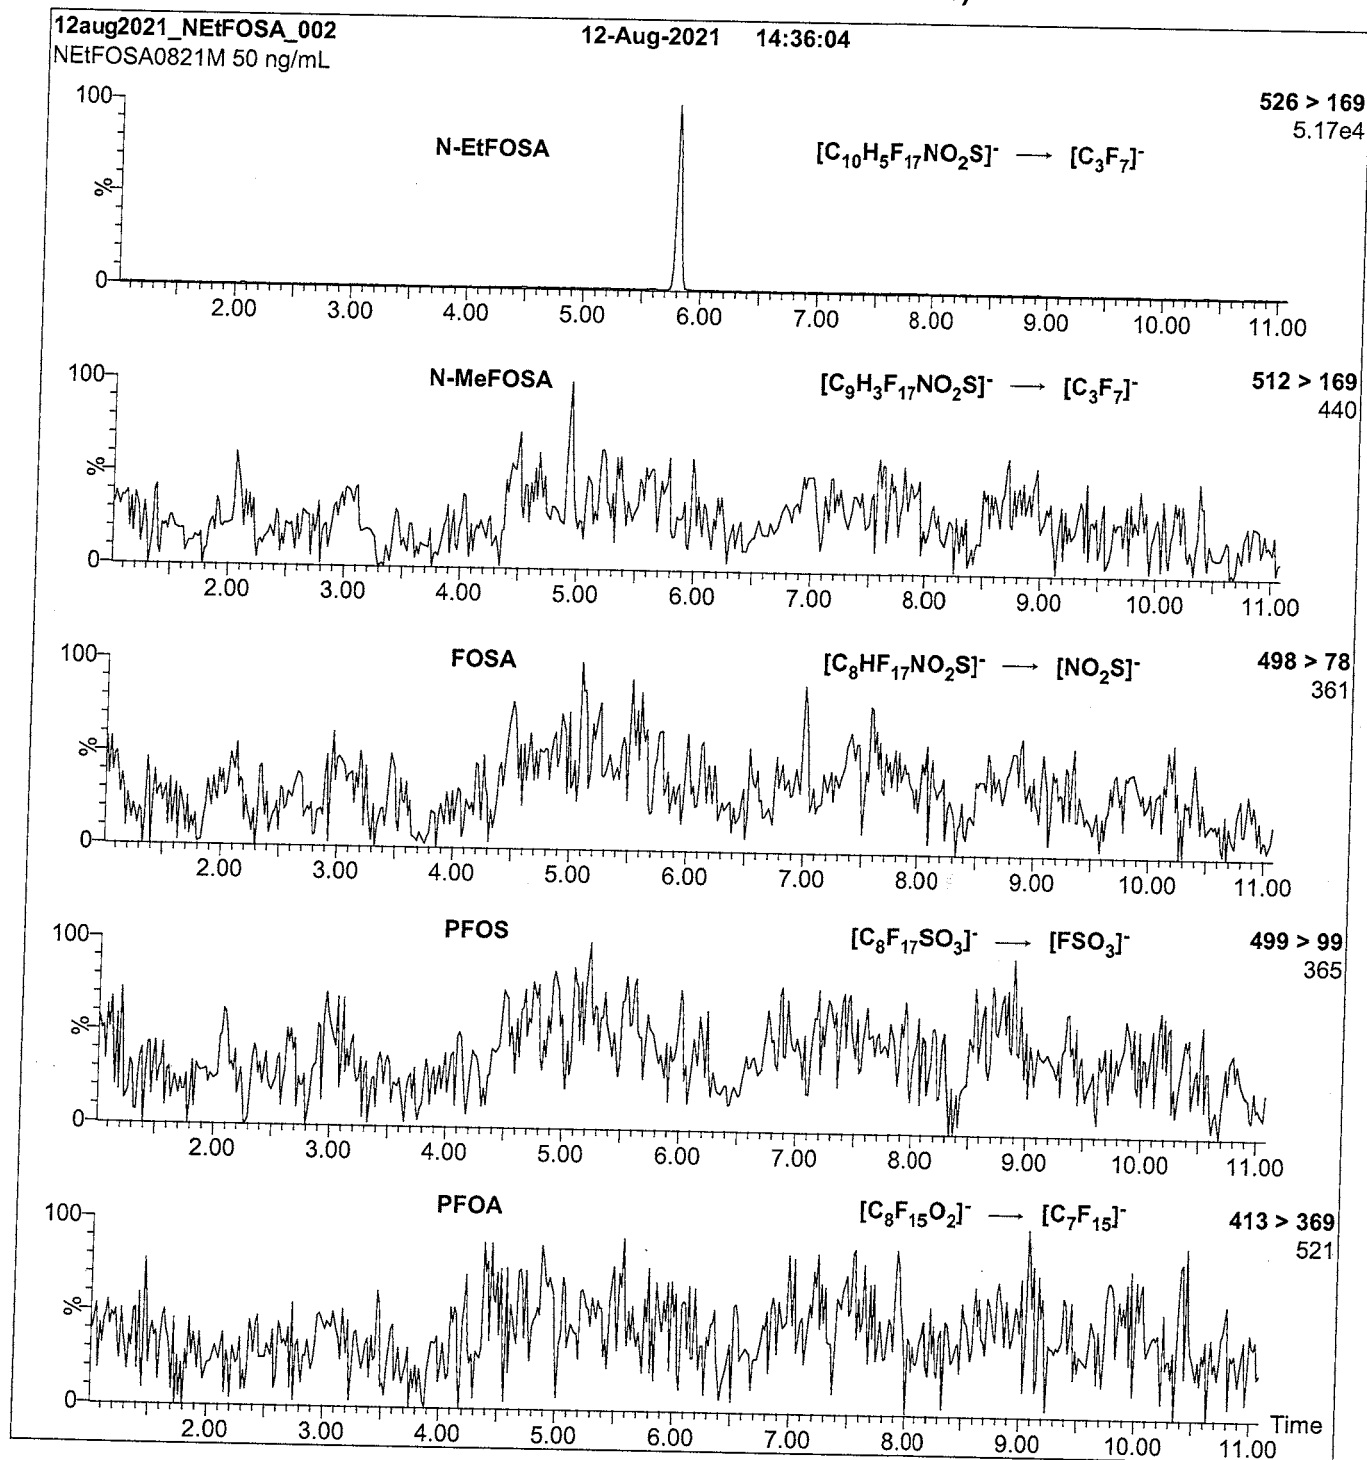 12aug2021_NEtFOSA_002 12-Aug-2021 14:36:04
NEtFOSA0821M 50 ng/mL
100 526 > 169
5.17e4
N-EtFOSA [C₁₀H₅F₁₇NO₂S]⁻ → [C₃F₇]⁻
%
0
2.00 3.00 4.00 5.00 6.00 7.00 8.00 9.00 10.00 11.00
100 N-MeFOSA [C₉H₃F₁₇NO₂S]⁻ → [C₃F₇]⁻ 512 > 169
440
%
0
2.00 3.00 4.00 5.00 6.00 7.00 8.00 9.00 10.00 11.00
100 FOSA [C₈HF₁₇NO₂S]⁻ → [NO₂S]⁻ 498 > 78
361
%
0
2.00 3.00 4.00 5.00 6.00 7.00 8.00 9.00 10.00 11.00
100 PFOS [C₈F₁₇SO₃]⁻ → [FSO₃]⁻ 499 > 99
365
%
0
2.00 3.00 4.00 5.00 6.00 7.00 8.00 9.00 10.00 11.00
100 PFOA [C₈F₁₅O₂]⁻ → [C₇F₁₅]⁻ 413 > 369
521
%
0 Time
2.00 3.00 4.00 5.00 6.00 7.00 8.00 9.00 10.00 11.00